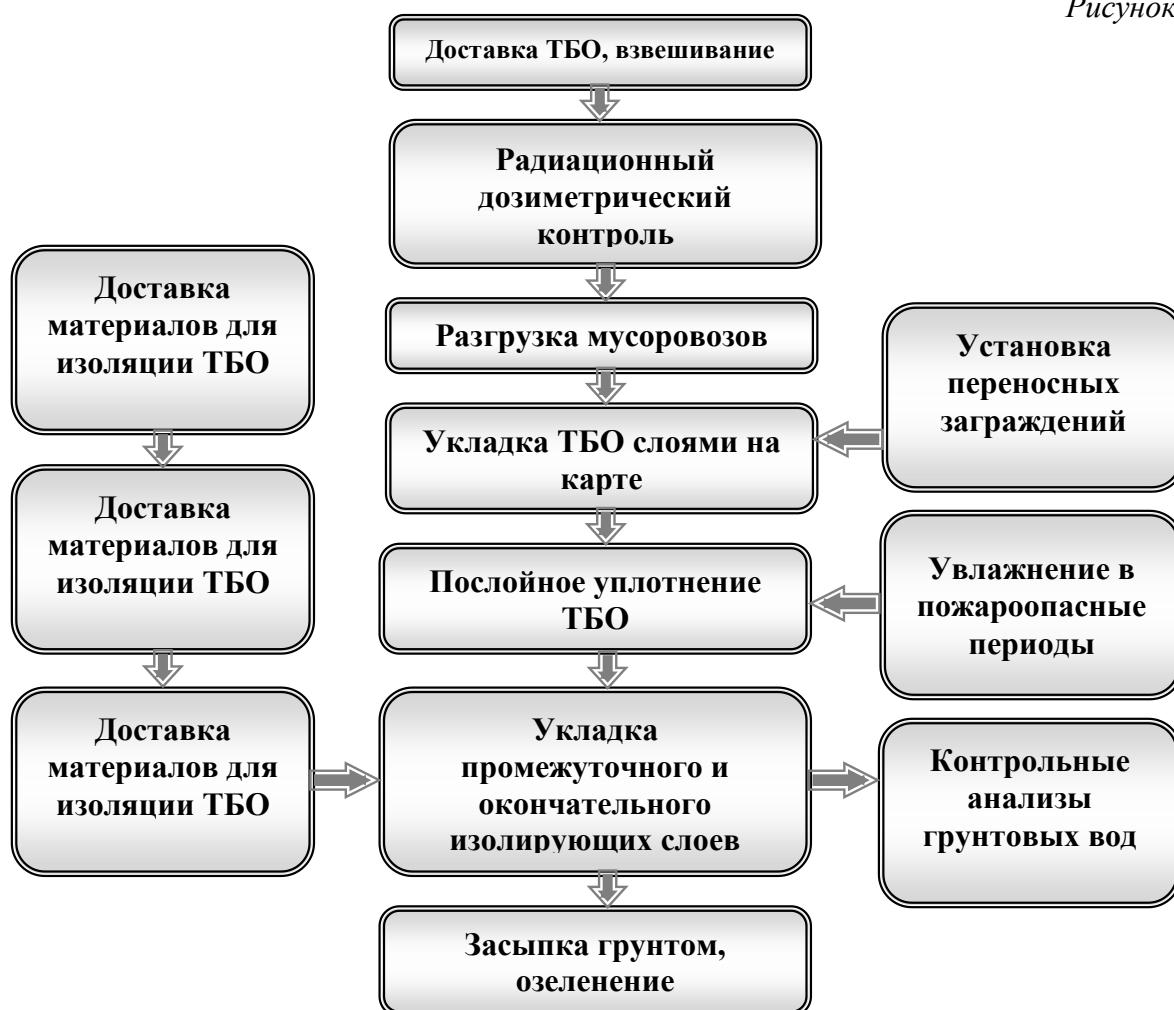 Рисунок
Доставка ТБО, взвешивание
Радиационный
дозиметрический
контроль
Доставка
материалов для
изоляции ТБО
Разгрузка мусоровозов
Установка
переносных
заграждений
Укладка ТБО слоями на
карте
Доставка
материалов для
изоляции ТБО
Послойное уплотнение
ТБО
Увлажнение в
пожароопасные
периоды
Доставка
материалов для
изоляции ТБО
Укладка
промежуточного и
окончательного
изолирующих слоев
Контрольные
анализы
грунтовых вод
Засыпка грунтом,
озеленение